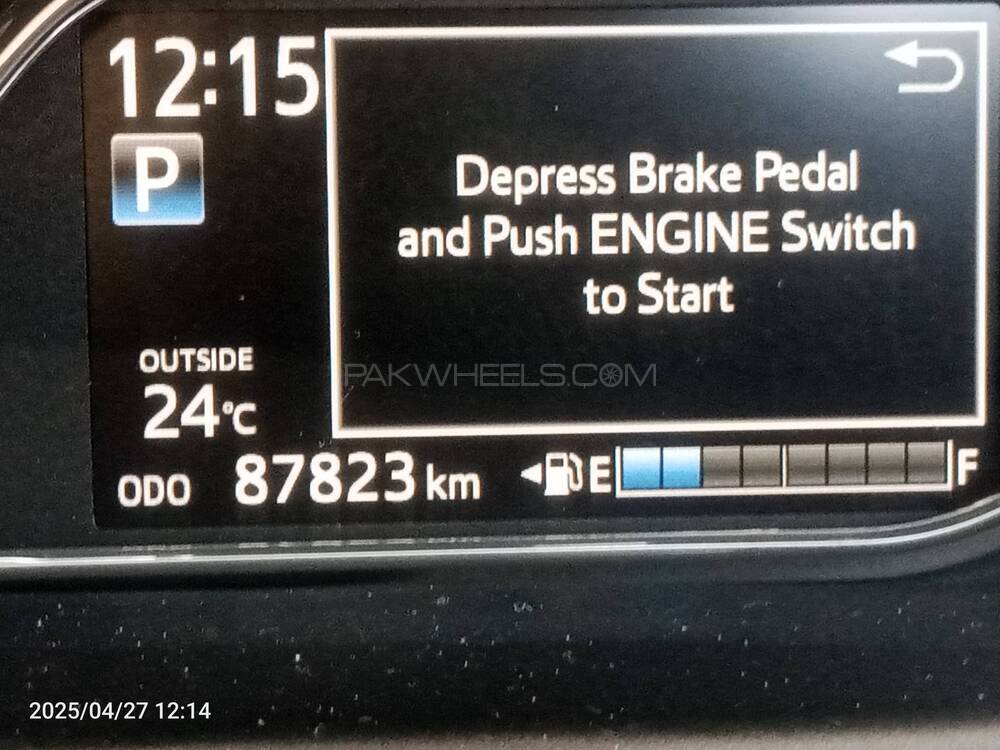 12:15
P
Depress Brake Pedal
and Push ENGINE Switch
to Start
OUTSIDE
24°C
PAKWHEELS.COM
ODO 87823 km
E F
2025/04/27 12:14